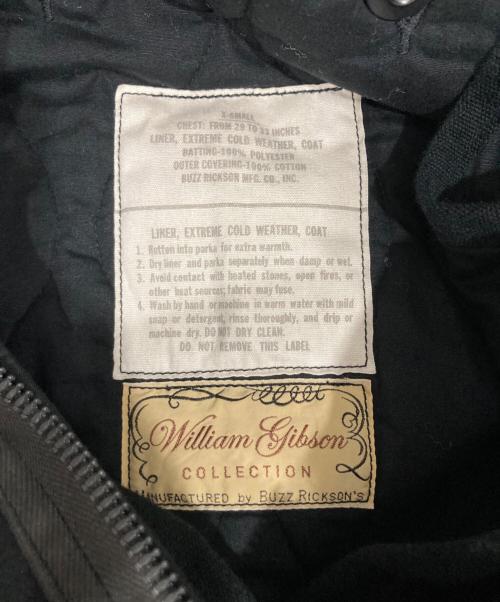 X-SMALL
CHEST: FROM 29 TO 33 INCHES
LINER, EXTREME COLD WEATHER, COAT
BATTING-100% POLYESTER
OUTER COVERING-100% COTTON
BUZZ RICKSON MFG. CO., INC.
LINER, EXTREME COLD WEATHER, COAT
1. Button into parka for extra warmth.
2. Dry liner and parka separately when damp or wet.
3. Avoid contact with heated stones, open fires, or
other heat sources; fabric may fuse.
4. Wash by hand or machine in warm water with mild
soap or detergent, rinse thoroughly, and drip or
machine dry. DO NOT DRY CLEAN.
DO NOT REMOVE THIS LABEL
William Gibson
COLLECTION
MANUFACTURED by BUZZ RICKSON'S